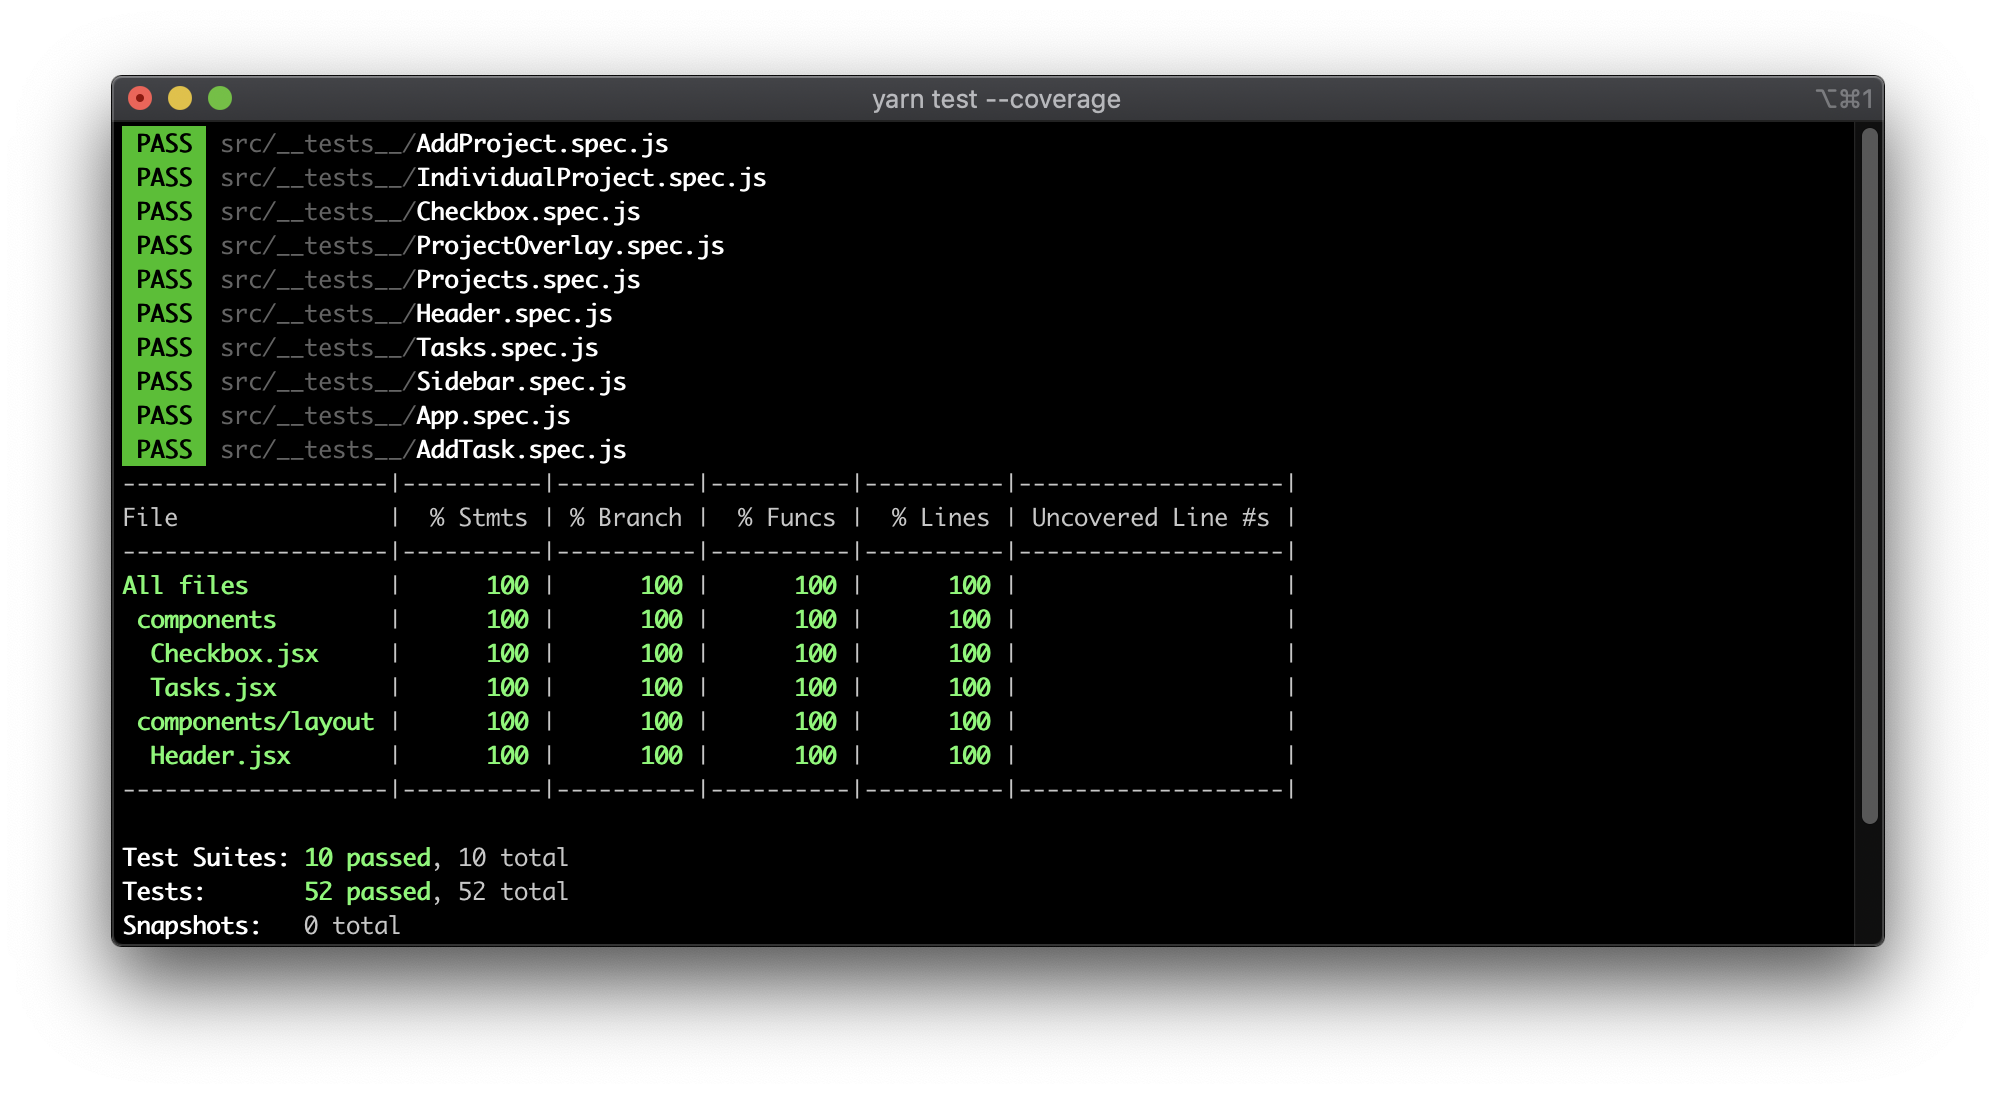 yarn test --coverage
⌥⌘1
PASS src/__tests__/AddProject.spec.js
PASS src/__tests__/IndividualProject.spec.js
PASS src/__tests__/Checkbox.spec.js
PASS src/__tests__/ProjectOverlay.spec.js
PASS src/__tests__/Projects.spec.js
PASS src/__tests__/Header.spec.js
PASS src/__tests__/Tasks.spec.js
PASS src/__tests__/Sidebar.spec.js
PASS src/__tests__/App.spec.js
PASS src/__tests__/AddTask.spec.js
-------------------|----------|----------|----------|----------|-------------------|
File               |  % Stmts | % Branch |  % Funcs |  % Lines | Uncovered Line #s |
-------------------|----------|----------|----------|----------|-------------------|
All files          |      100 |      100 |      100 |      100 |                   |
 components        |      100 |      100 |      100 |      100 |                   |
  Checkbox.jsx     |      100 |      100 |      100 |      100 |                   |
  Tasks.jsx        |      100 |      100 |      100 |      100 |                   |
 components/layout |      100 |      100 |      100 |      100 |                   |
  Header.jsx       |      100 |      100 |      100 |      100 |                   |
-------------------|----------|----------|----------|----------|-------------------|
Test Suites: 10 passed, 10 total
Tests:       52 passed, 52 total
Snapshots:   0 total